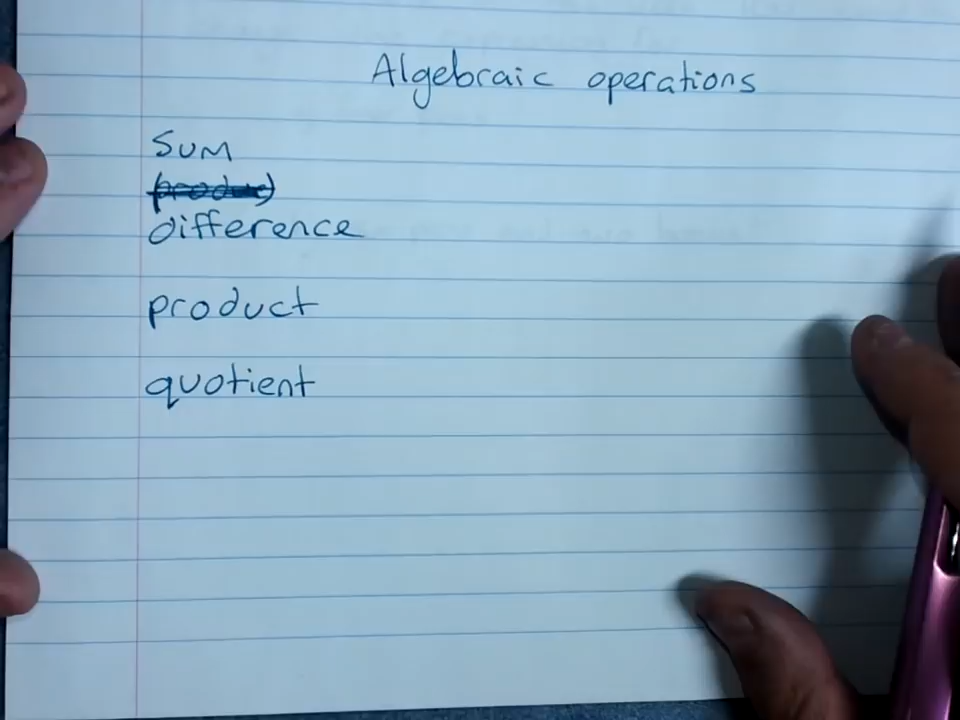 Algebraic operations
sum
difference
product
quotient